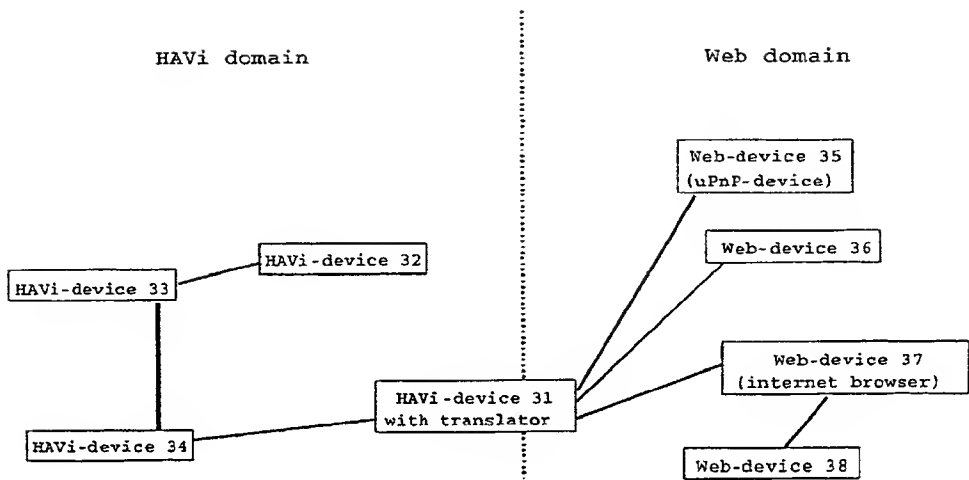 HAVi domain
Web domain
Web-device 35
(uPnP-device)
Web-device 36
HAVi-device 32
HAVi-device 33
Web-device 37
(internet browser)
HAVi-device 31
with translator
HAVi-device 34
Web-device 38